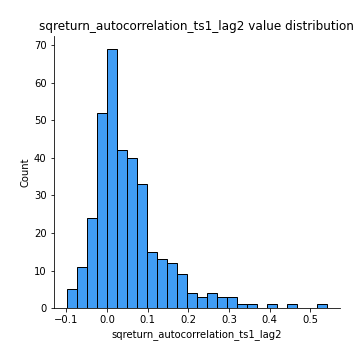 sqreturn_autocorrelation_ts1_lag2 value distribution
70
60
50
40
30
20
10
0
Count
−0.1 0.0 0.1 0.2 0.3 0.4 0.5
sqreturn_autocorrelation_ts1_lag2